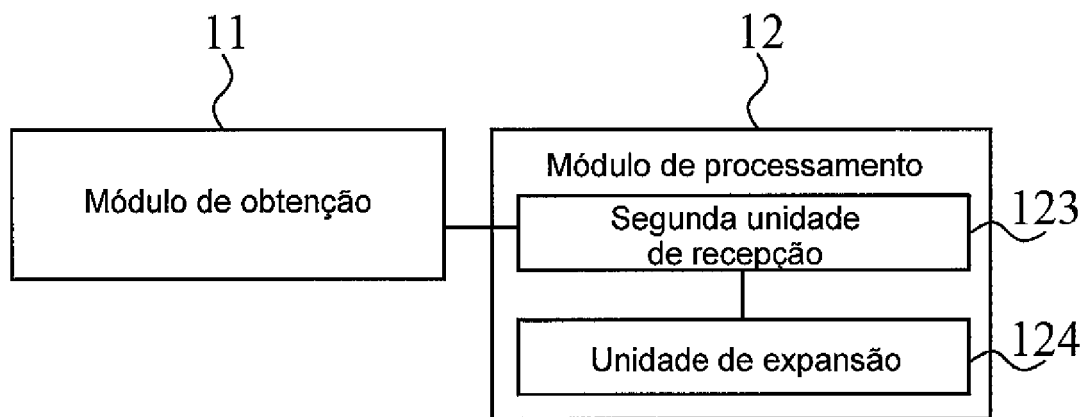 11
12
Módulo de obtenção
Módulo de processamento
Segunda unidade
de recepção
123
Unidade de expansão
124